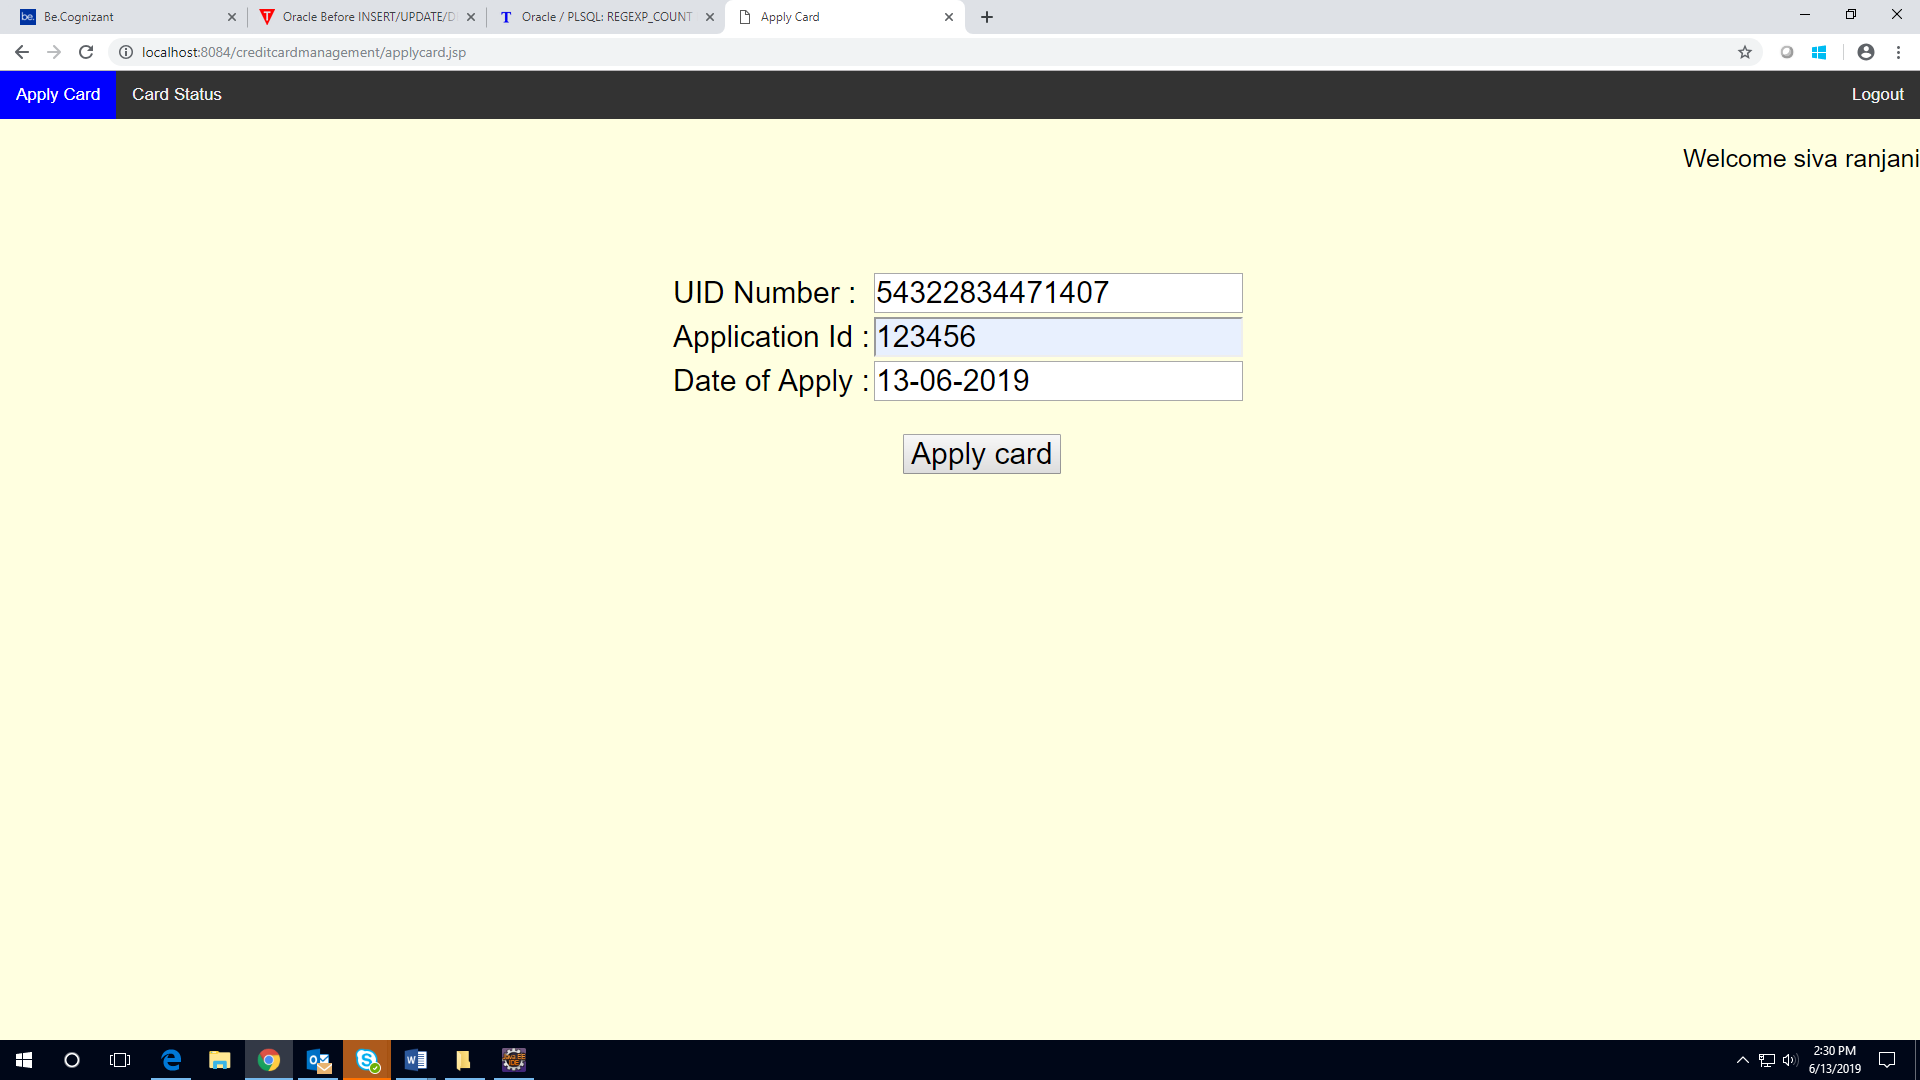 be. Be.Cognizant
Oracle Before INSERT/UPDATE/D
T Oracle / PLSQL: REGEXP_COUNT
Apply Card
localhost:8084/creditcardmanagement/applycard.jsp
Apply Card Card Status Logout
Welcome siva ranjani
UID Number : 54322834471407
Application Id : 123456
Date of Apply : 13-06-2019
Apply card
2:30 PM
6/13/2019